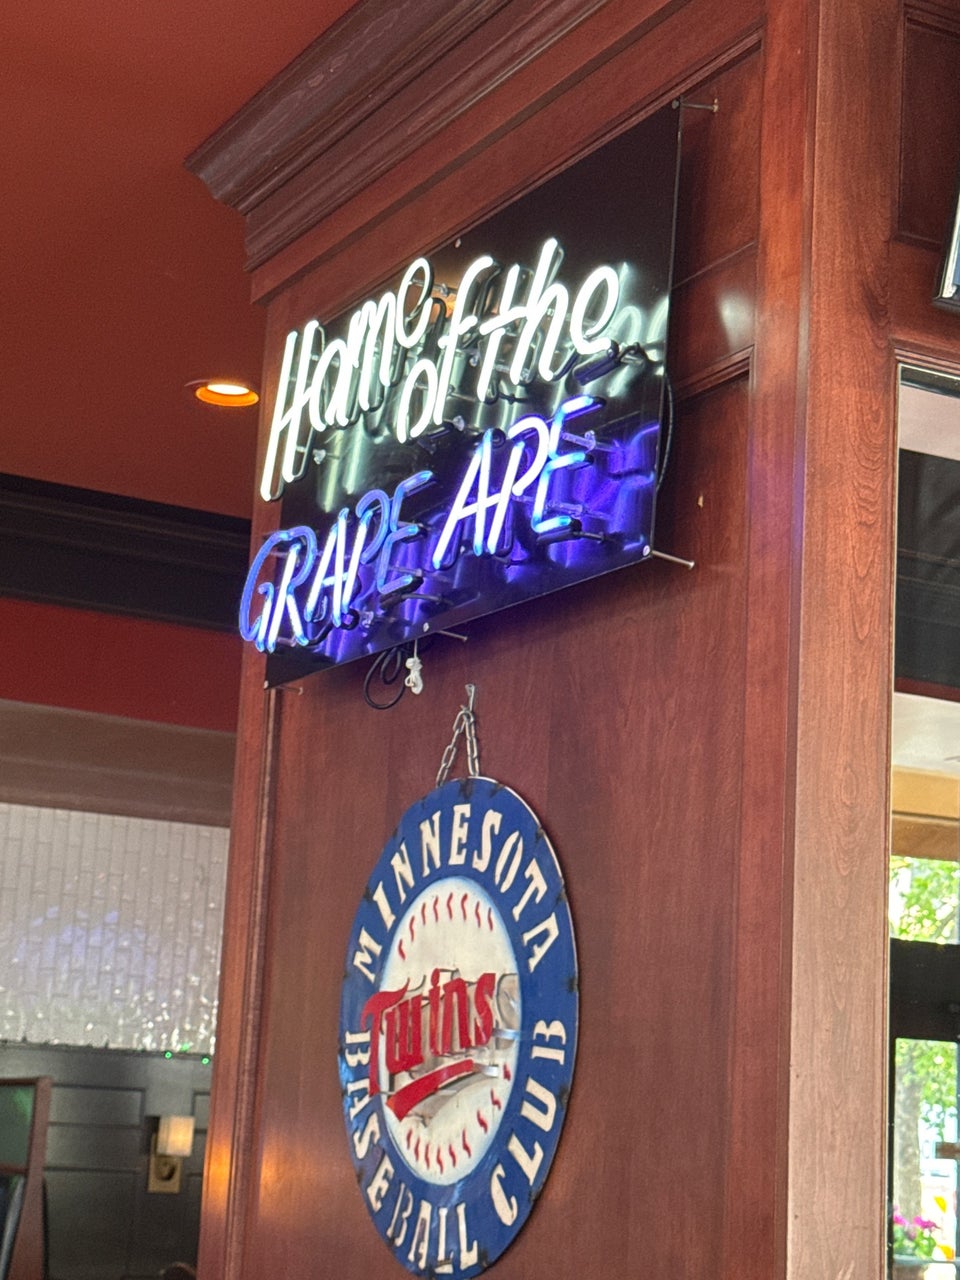 Home
of the
GRAPE APE
MINNESOTA
Twins
BASEBALL CLUB